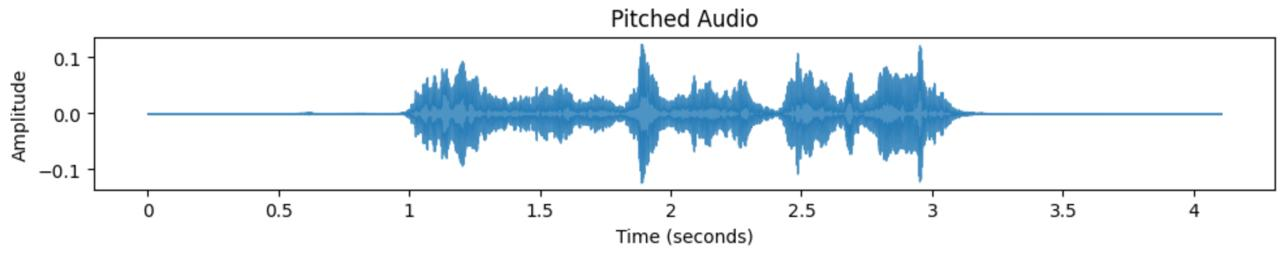 Pitched Audio
0.1
0.0
−0.1
Amplitude
0 0.5 1 1.5 2 2.5 3 3.5 4
Time (seconds)